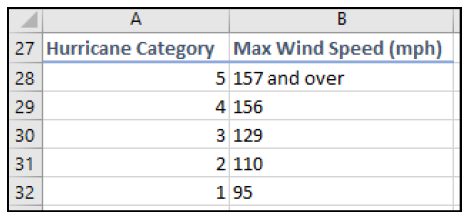 A B
27 Hurricane Category Max Wind Speed (mph)
28 5 157 and over
29 4 156
30 3 129
31 2 110
32 1 95